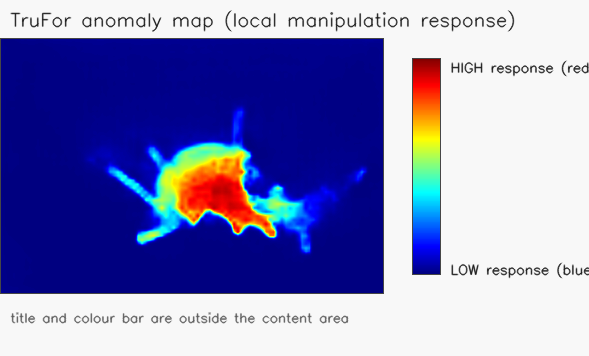 TruFor anomaly map (local manipulation response)
HIGH response (red
LOW response (blue
title and colour bar are outside the content area